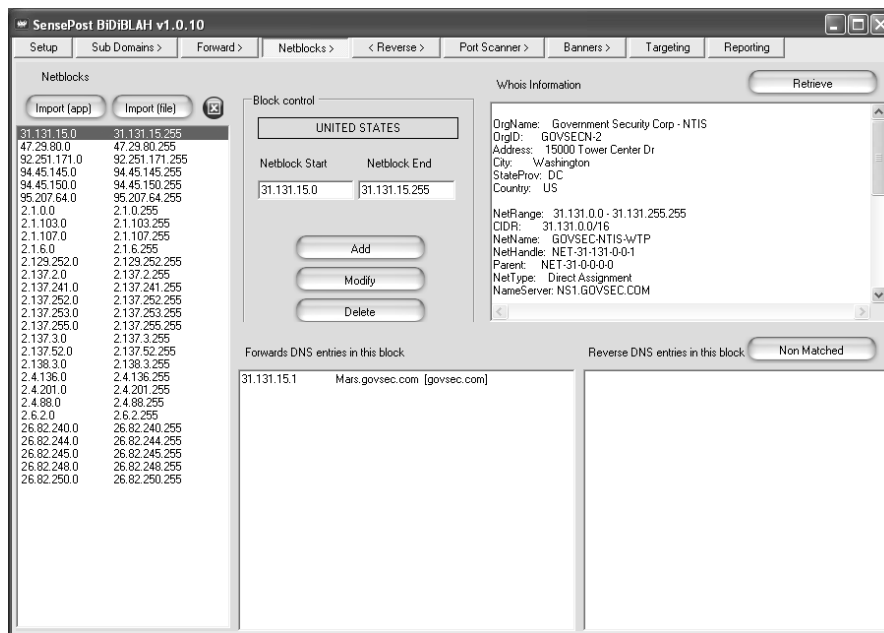 SensePost BiDiBLAH v1.0.10
Setup Sub Domains > Forward > Netblocks > < Reverse > Port Scanner > Banners > Targeting Reporting
Netblocks
Import (app) Import (file)
31.131.15.0 31.131.15.255
47.29.80.0 47.29.80.255
92.251.171.0 92.251.171.255
94.45.145.0 94.45.145.255
94.45.150.0 94.45.150.255
95.207.64.0 95.207.64.255
2.1.0.0 2.1.0.255
2.1.103.0 2.1.103.255
2.1.107.0 2.1.107.255
2.1.6.0 2.1.6.255
2.129.252.0 2.129.252.255
2.137.2.0 2.137.2.255
2.137.241.0 2.137.241.255
2.137.252.0 2.137.252.255
2.137.253.0 2.137.253.255
2.137.255.0 2.137.255.255
2.137.3.0 2.137.3.255
2.137.52.0 2.137.52.255
2.138.3.0 2.138.3.255
2.4.136.0 2.4.136.255
2.4.201.0 2.4.201.255
2.4.88.0 2.4.88.255
2.6.2.0 2.6.2.255
26.82.240.0 26.82.240.255
26.82.244.0 26.82.244.255
26.82.245.0 26.82.245.255
26.82.248.0 26.82.248.255
26.82.250.0 26.82.250.255
Block control
UNITED STATES
Netblock Start Netblock End
31.131.15.0 31.131.15.255
Add
Modify
Delete
Whois Information Retrieve
OrgName: Government Security Corp - NTIS
OrgID: GOVSECN-2
Address: 15000 Tower Center Dr
City: Washington
StateProv: DC
Country: US
NetRange: 31.131.0.0 - 31.131.255.255
CIDR: 31.131.0.0/16
NetName: GOVSEC-NTIS-WTP
NetHandle: NET-31-131-0-0-1
Parent: NET-31-0-0-0-0
NetType: Direct Assignment
NameServer: NS1.GOVSEC.COM
Forwards DNS entries in this block
31.131.15.1 Mars.govsec.com [govsec.com]
Reverse DNS entries in this block Non Matched